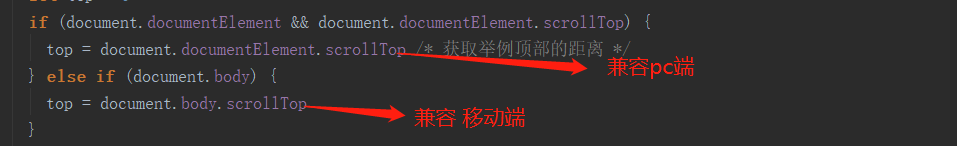 if (document.documentElement && document.documentElement.scrollTop) {
top = document.documentElement.scrollTop /* 获取举例顶部的距离 */
兼容pc端
} else if (document.body) {
top = document.body.scrollTop
兼容 移动端
}